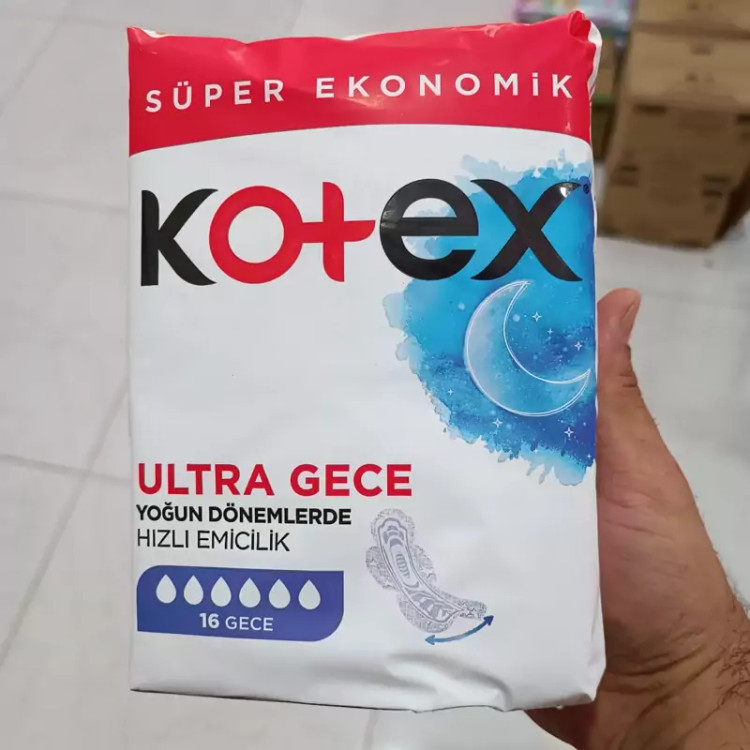 SÜPER EKONOMİK
Kotex
ULTRA GECE
YOĞUN DÖNEMLERDE
HIZLI EMİCİLİK
16 GECE